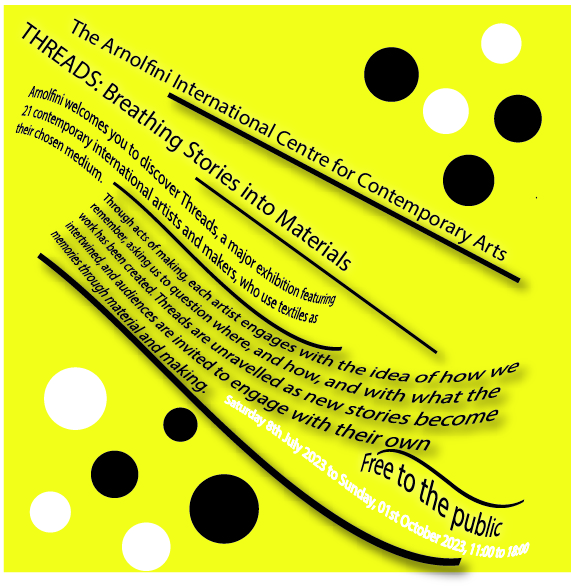 The Arnolfini International Centre for Contemporary Arts
THREADS: Breathing Stories into Materials
Arnolfini welcomes you to discover Threads, a major exhibition featuring
21 contemporary international artists and makers, who use textiles as
their chosen medium.
Through acts of making, each artist engages with the idea of how we
remember, asking us to question where, and how, and with what the
work has been created. Threads are unravelled as new stories become
intertwined, and audiences are invited to engage with their own
memories through material and making.
Saturday 8th July 2023 to Sunday, 01st October 2023, 11:00 to 18:00
Free to the public